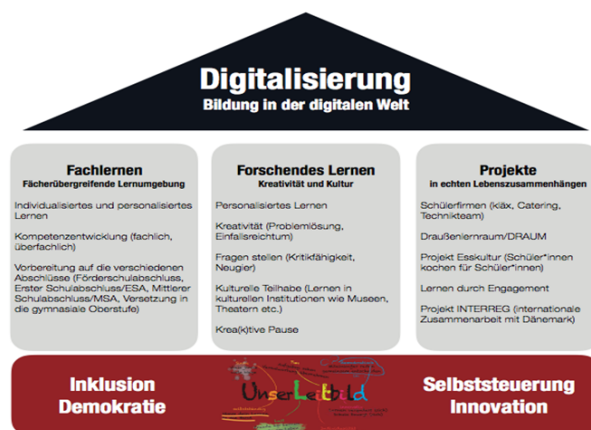 Digitalisierung
Bildung in der digitalen Welt
Fachlernen
Fächerübergreifende Lernumgebung
Individualisiertes und personalisiertes
Lernen
Kompetenzentwicklung (fachlich,
überfachlich)
Vorbereitung auf die verschiedenen
Abschlüsse (Förderschulabschluss,
Erster Schulabschluss/ESA, Mittlerer
Schulabschluss/MSA, Versetzung in
die gymnasiale Oberstufe)
Forschendes Lernen
Kreativität und Kultur
Personalisiertes Lernen
Kreativität (Problemlösung,
Einfallsreichtum)
Fragen stellen (Kritikfähigkeit,
Neugier)
Kulturelle Teilhabe (Lernen in
kulturellen Institutionen wie Museen,
Theatern etc.)
Krea(k)tive Pause
Projekte
in echten Lebenszusammenhängen
Schülerfirmen (kläx, Catering,
Technikteam)
Draußenlernraum/DRAUM
Projekt Esskultur (Schüler*innen
kochen für Schüler*innen)
Lernen durch Engagement
Projekt INTERREG (internationale
Zusammenarbeit mit Dänemark)
Inklusion
Demokratie
UnserLeitbild
Selbststeuerung
Innovation